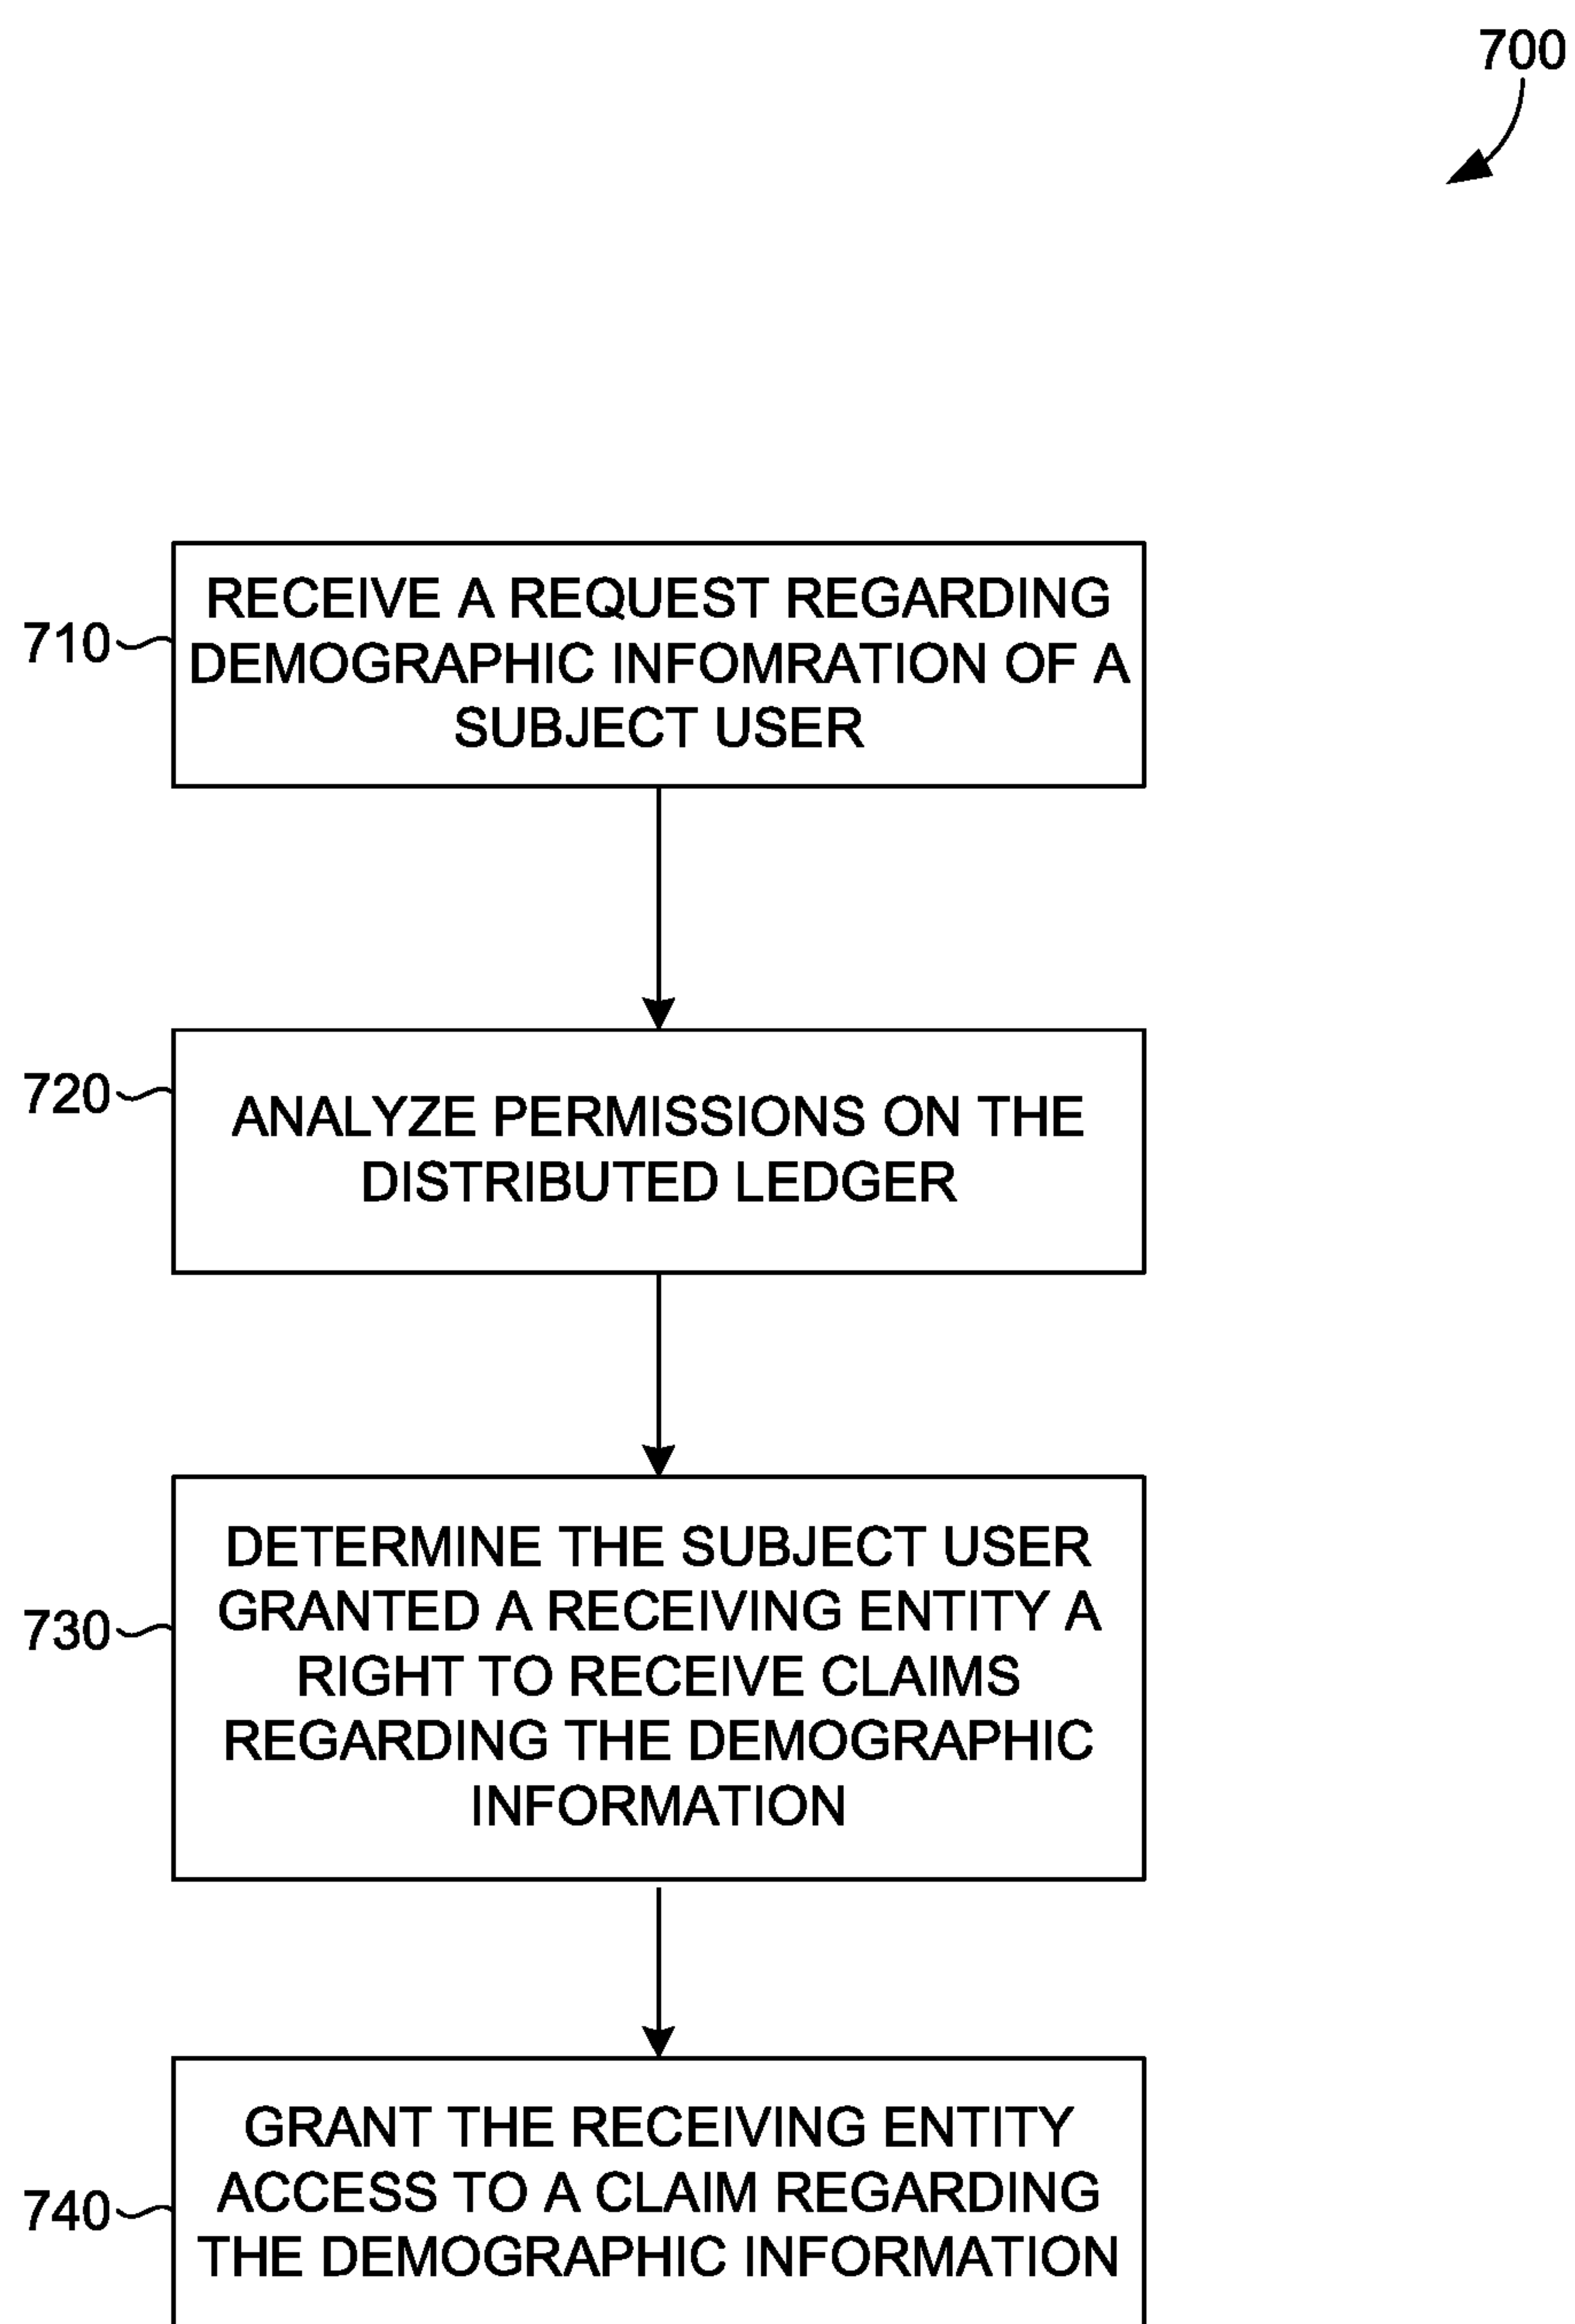 700
RECEIVE A REQUEST REGARDING
710
DEMOGRAPHIC INFOMRATION OF A
SUBJECT USER
720
ANALYZE PERMISSIONS ON THE
DISTRIBUTED LEDGER
DETERMINE THE SUBJECT USER
GRANTED A RECEIVING ENTITY A
730
RIGHT TO RECEIVE CLAIMS
REGARDING THE DEMOGRAPHIC
INFORMATION
GRANT THE RECEIVING ENTITY
ACCESS TO A CLAIM REGARDING
740
THE DEMOGRAPHIC INFORMATION